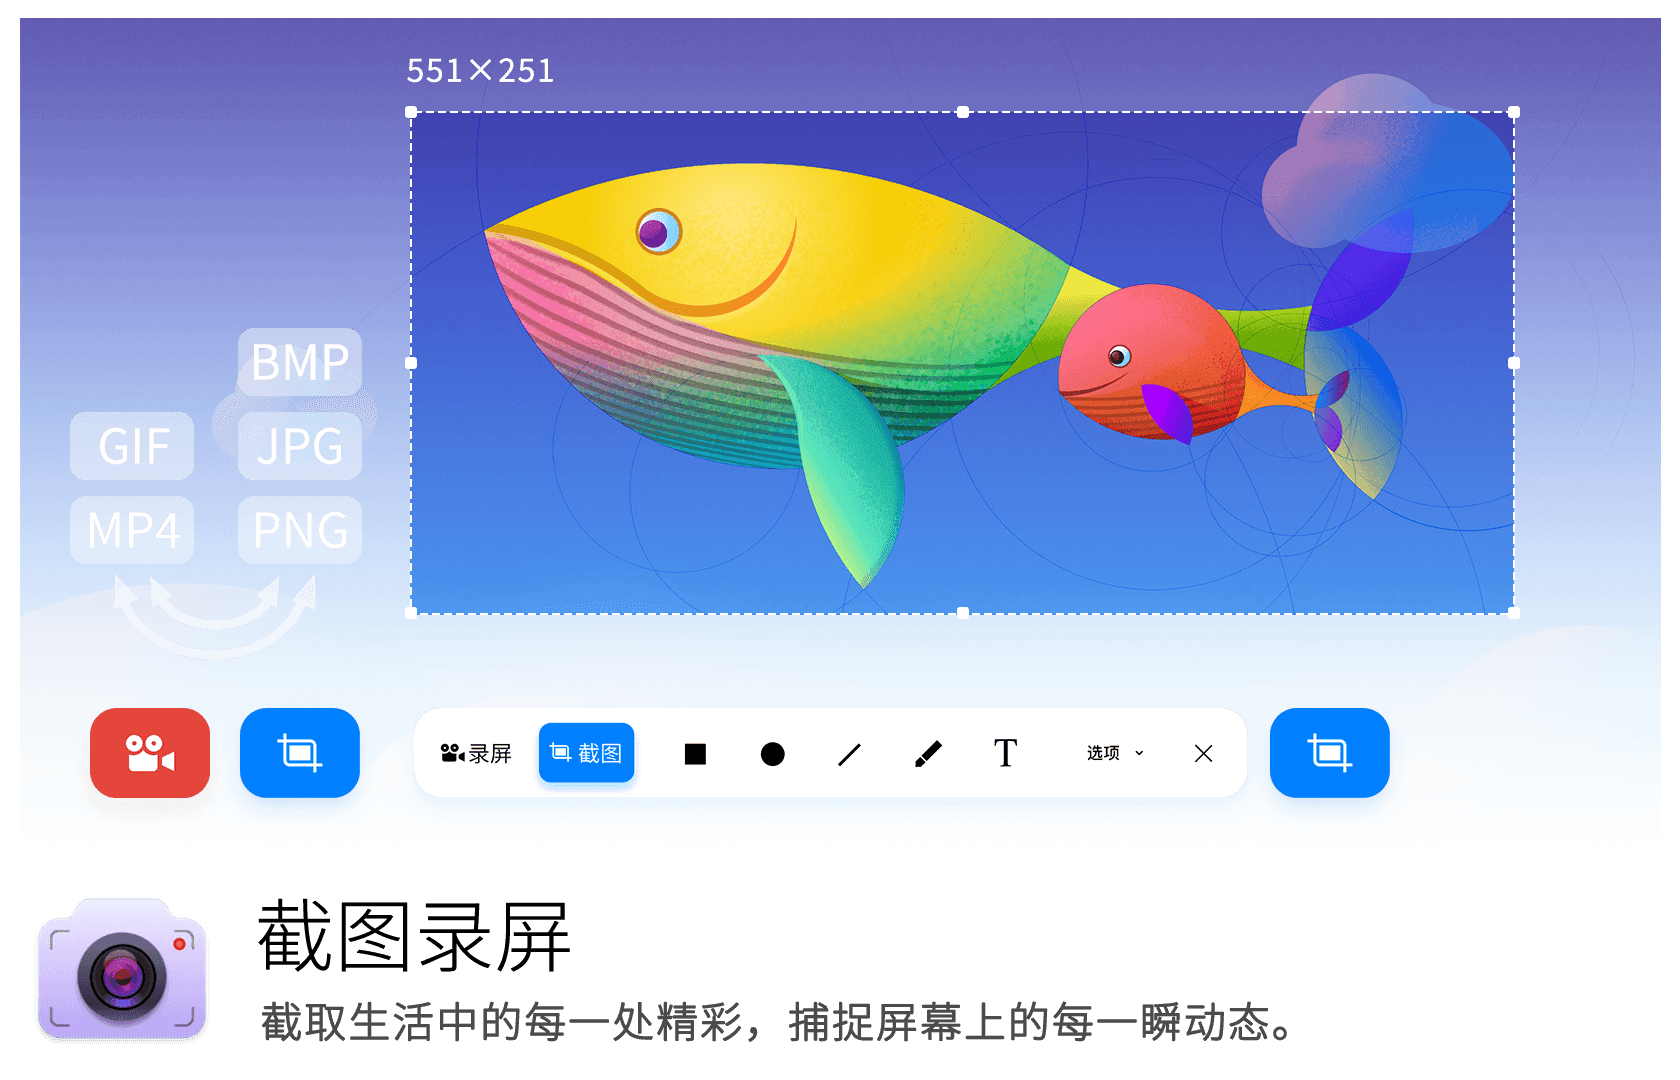 551×251
BMP
GIF JPG
MP4 PNG
录屏 截图 T 选项
截图录屏
截取生活中的每一处精彩，捕捉屏幕上的每一瞬动态。